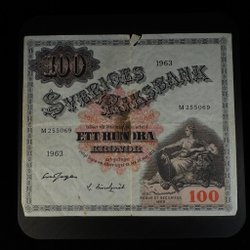 100
1963
SVERIGES
RIKSBANK
M255069
M255069
ETT HUNDRA
KRONOR
1963
100